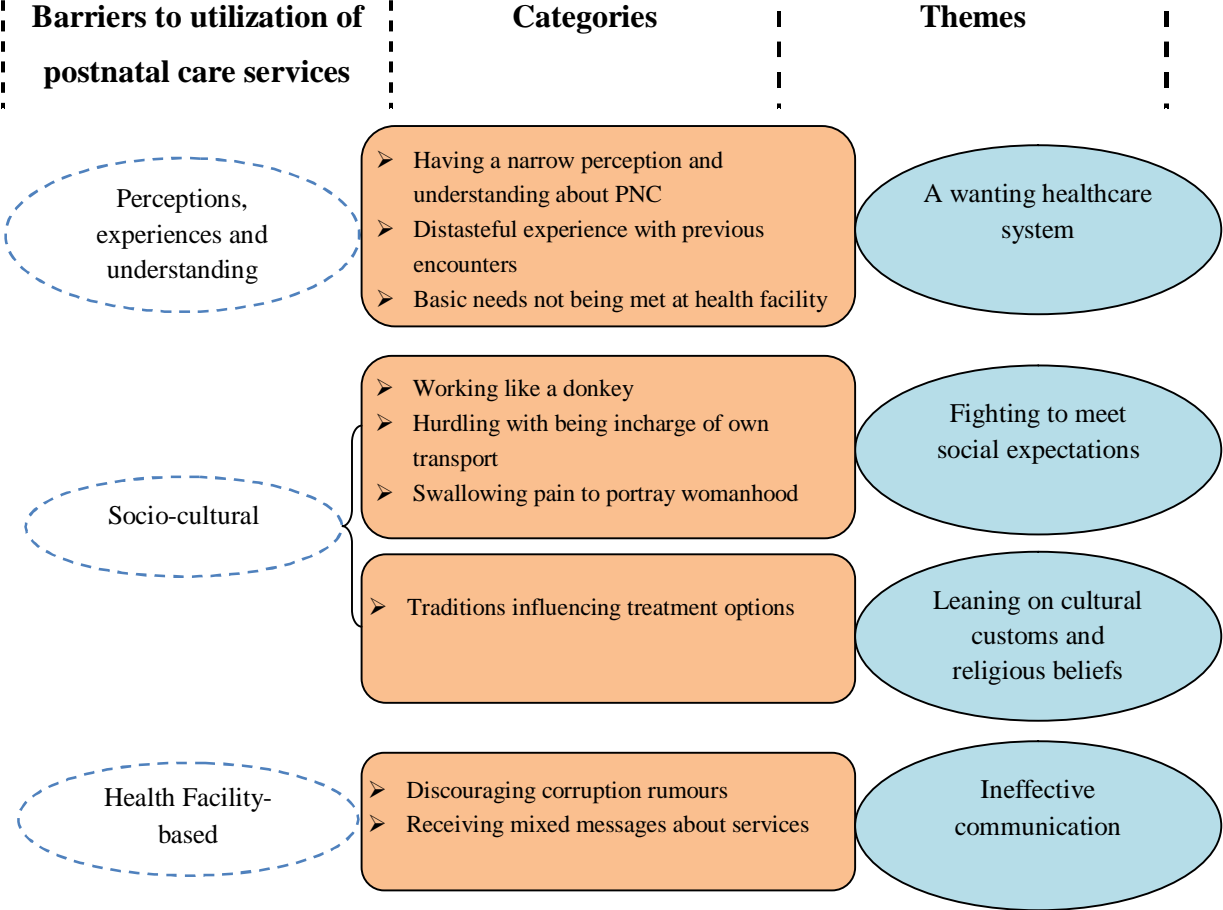 Barriers to utilization of
postnatal care services
Categories
Themes
Perceptions,
experiences and
understanding
➢ Having a narrow perception and
understanding about PNC
➢ Distasteful experience with previous
encounters
➢ Basic needs not being met at health facility
A wanting healthcare
system
Socio-cultural
➢ Working like a donkey
➢ Hurdling with being incharge of own
transport
➢ Swallowing pain to portray womanhood
Fighting to meet
social expectations
➢ Traditions influencing treatment options
Leaning on cultural
customs and
religious beliefs
Health Facility-
based
➢ Discouraging corruption rumours
➢ Receiving mixed messages about services
Ineffective
communication